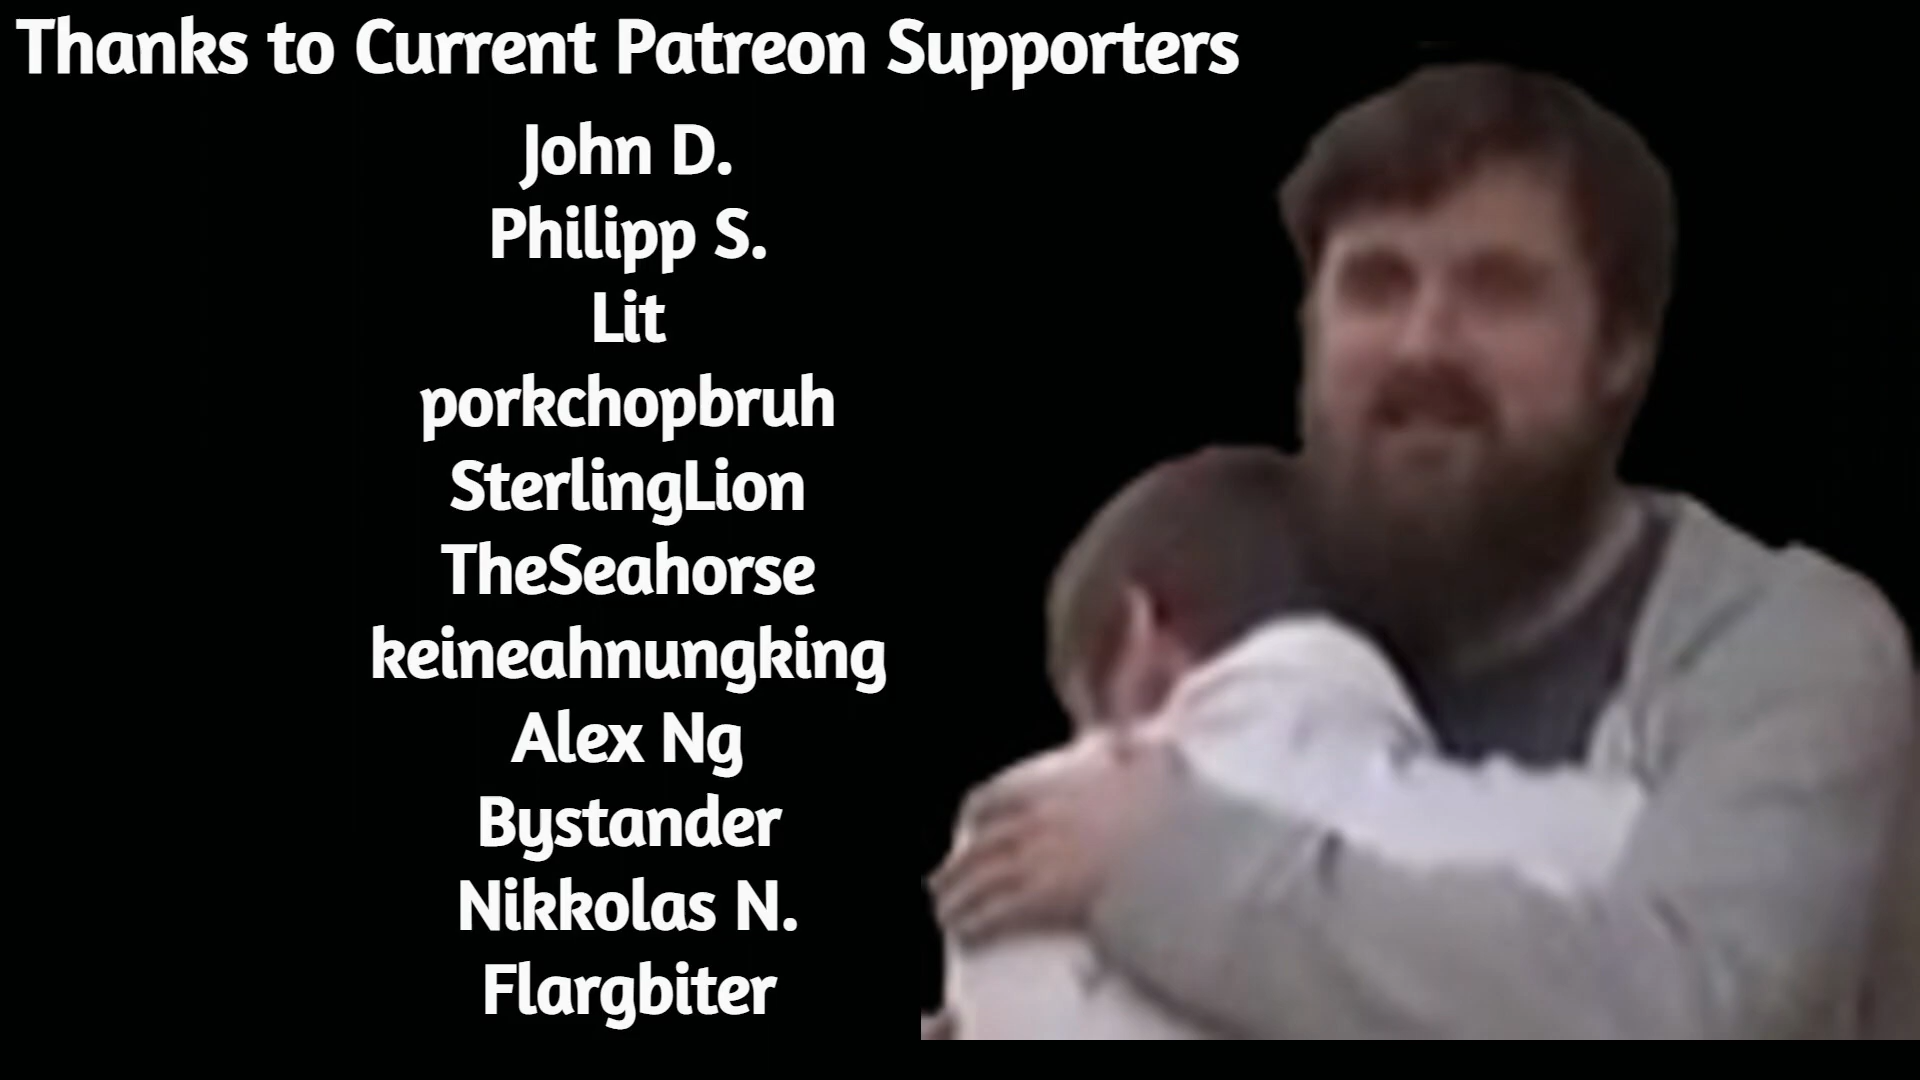 Thanks to Current Patreon Supporters
John D.
Philipp S.
Lit
porkchopbruh
SterlingLion
TheSeahorse
keineahnungking
Alex Ng
Bystander
Nikkolas N.
Flargbiter